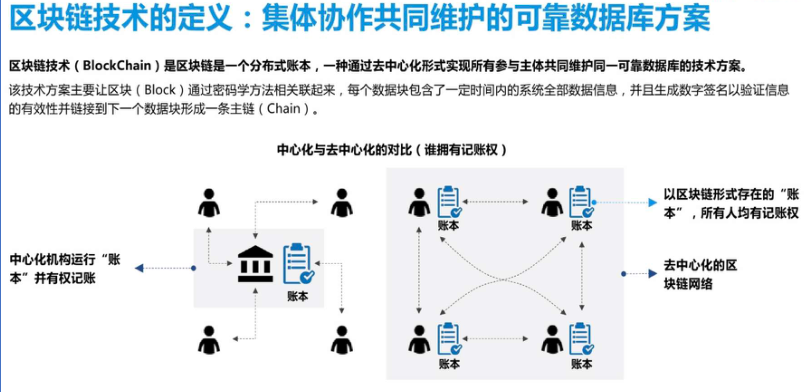 区块链技术的定义：集体协作共同维护的可靠数据库方案
区块链技术（BlockChain）是区块链是一个分布式账本，一种通过去中心化形式实现所有参与主体共同维护同一可靠数据库的技术方案。
该技术方案主要让区块（Block）通过密码学方法相关联起来，每个数据块包含了一定时间内的系统全部数据信息，并且生成数字签名以验证信息
的有效性并链接到下一个数据块形成一条主链（Chain）。
中心化与去中心化的对比（谁拥有记账权）
中心化机构运行“账
本”并有权记账
账本
账本
账本
账本
账本
以区块链形式存在的“账
本”，所有人均有记账权
去中心化的区
块链网络